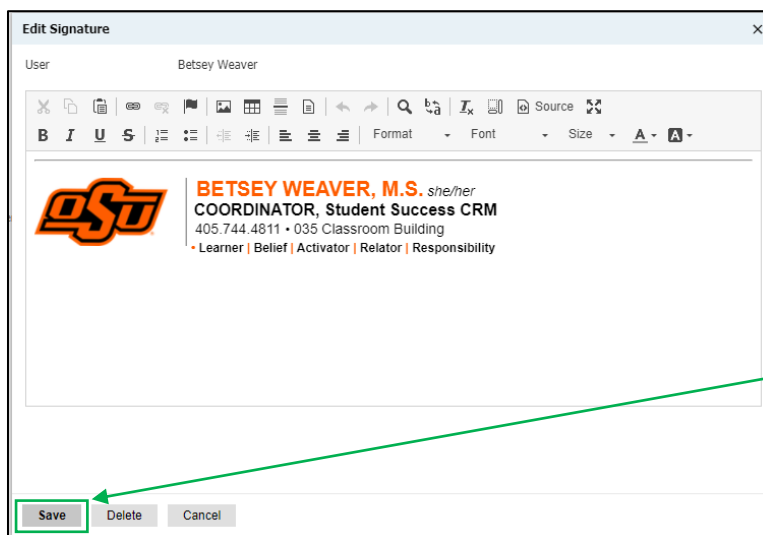 Edit Signature ×
User Betsey Weaver
Source
B I U S Format Font Size A A
OSU BETSEY WEAVER, M.S. she/her
COORDINATOR, Student Success CRM
405.744.4811 • 035 Classroom Building
• Learner | Belief | Activator | Relator | Responsibility
Save Delete Cancel